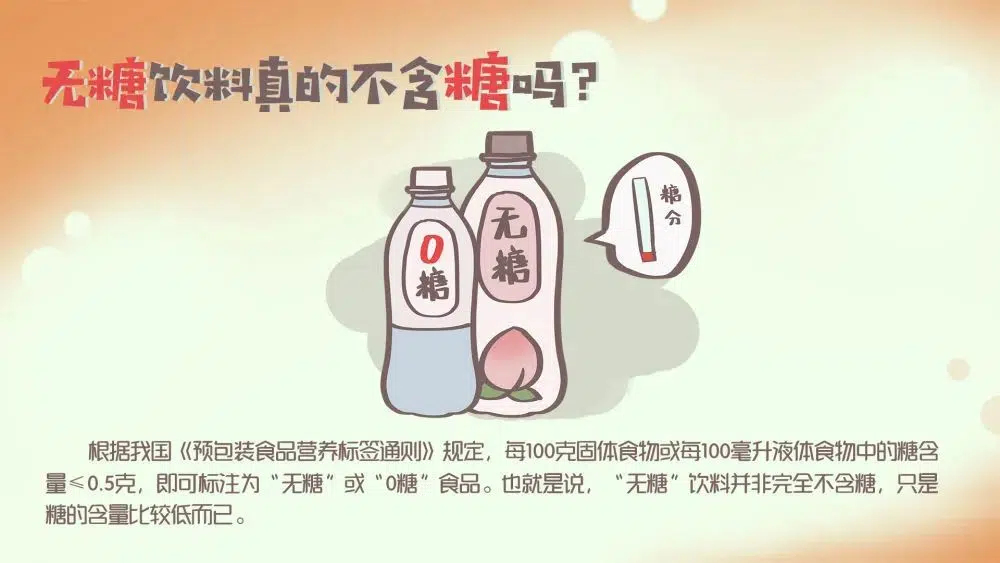 无糖饮料真的不含糖吗？
0
糖
无
糖
糖
分
根据我国《预包装食品营养标签通则》规定，每100克固体食物或每100毫升液体食物中的糖含
量≤0.5克，即可标注为“无糖”或“0糖”食品。也就是说，“无糖”饮料并非完全不含糖，只是
糖的含量比较低而已。